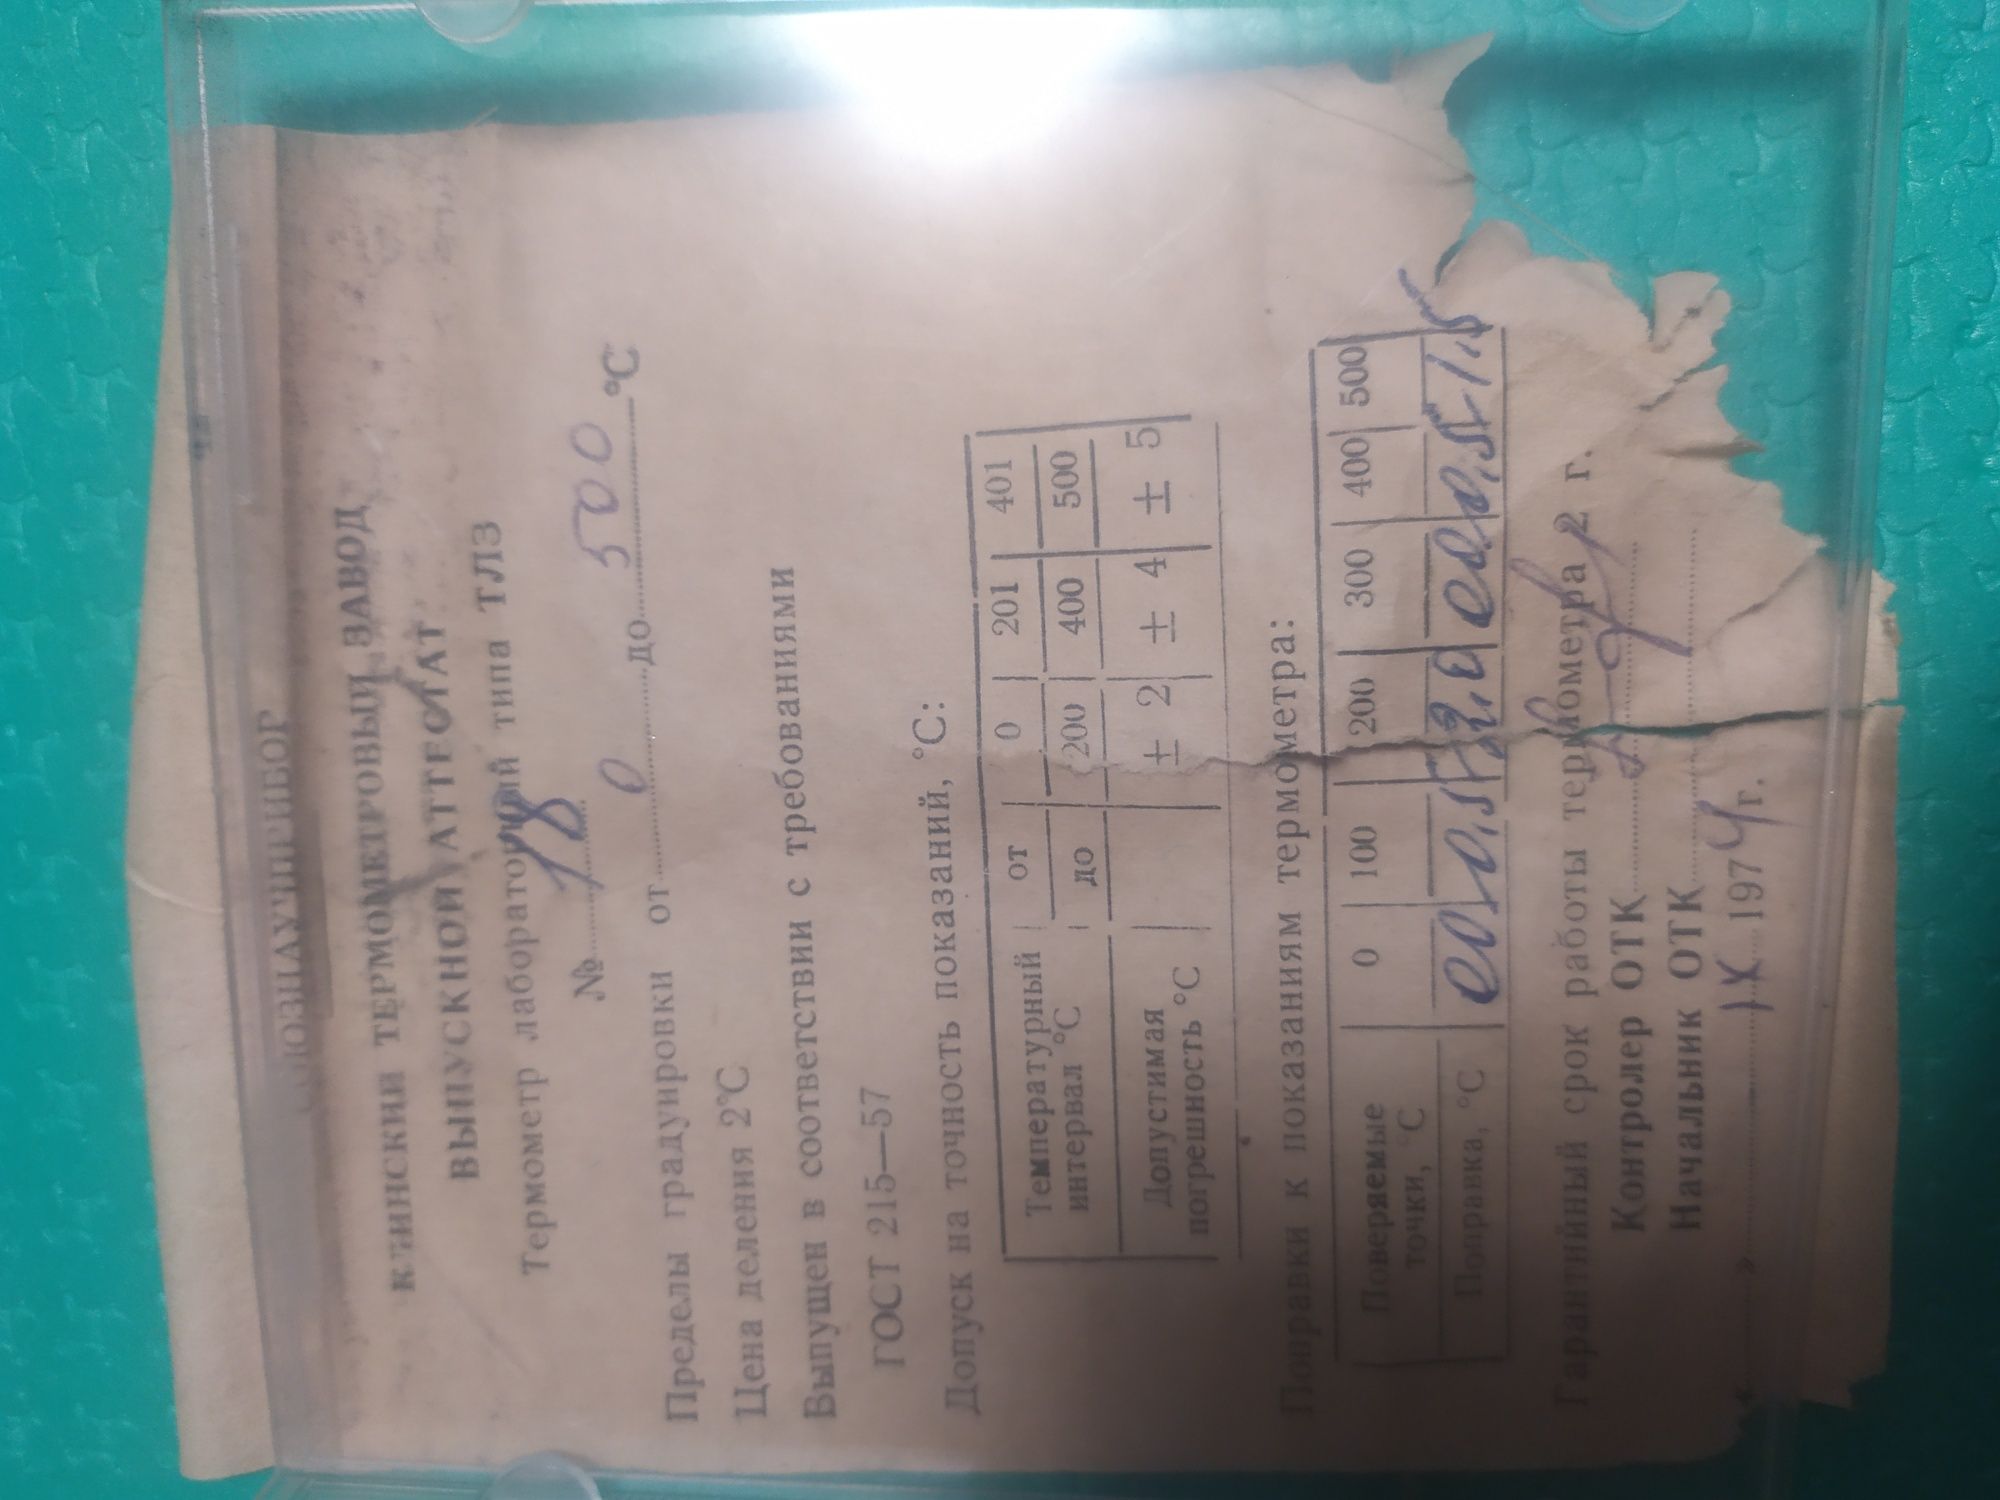 СОЮЗНАУЧПРИБОР
КЛИНСКИЙ ТЕРМОМЕТРОВЫЙ ЗАВОД
ВЫПУСКНОЙ АТТЕСТАТ
Термометр лабораторный типа ТЛ3
№ 18
Пределы градуировки от 0 до 500 °С
Цена деления 2°С
Выпущен в соответствии с требованиями
ГОСТ 215—57
Допуск на точность показаний, °С:
Температурный интервал °С от 0 201 401
до 200 400 500
Допустимая погрешность °С ± 2 ± 4 ± 5
Поправки к показаниям термометра:
Поверяемые точки, °С 0 100 200 300 400 500
Поправка, °С
Гарантийный срок работы термометра 2 г.
Контролер ОТК
Начальник ОТК
« » IX 1974 г.